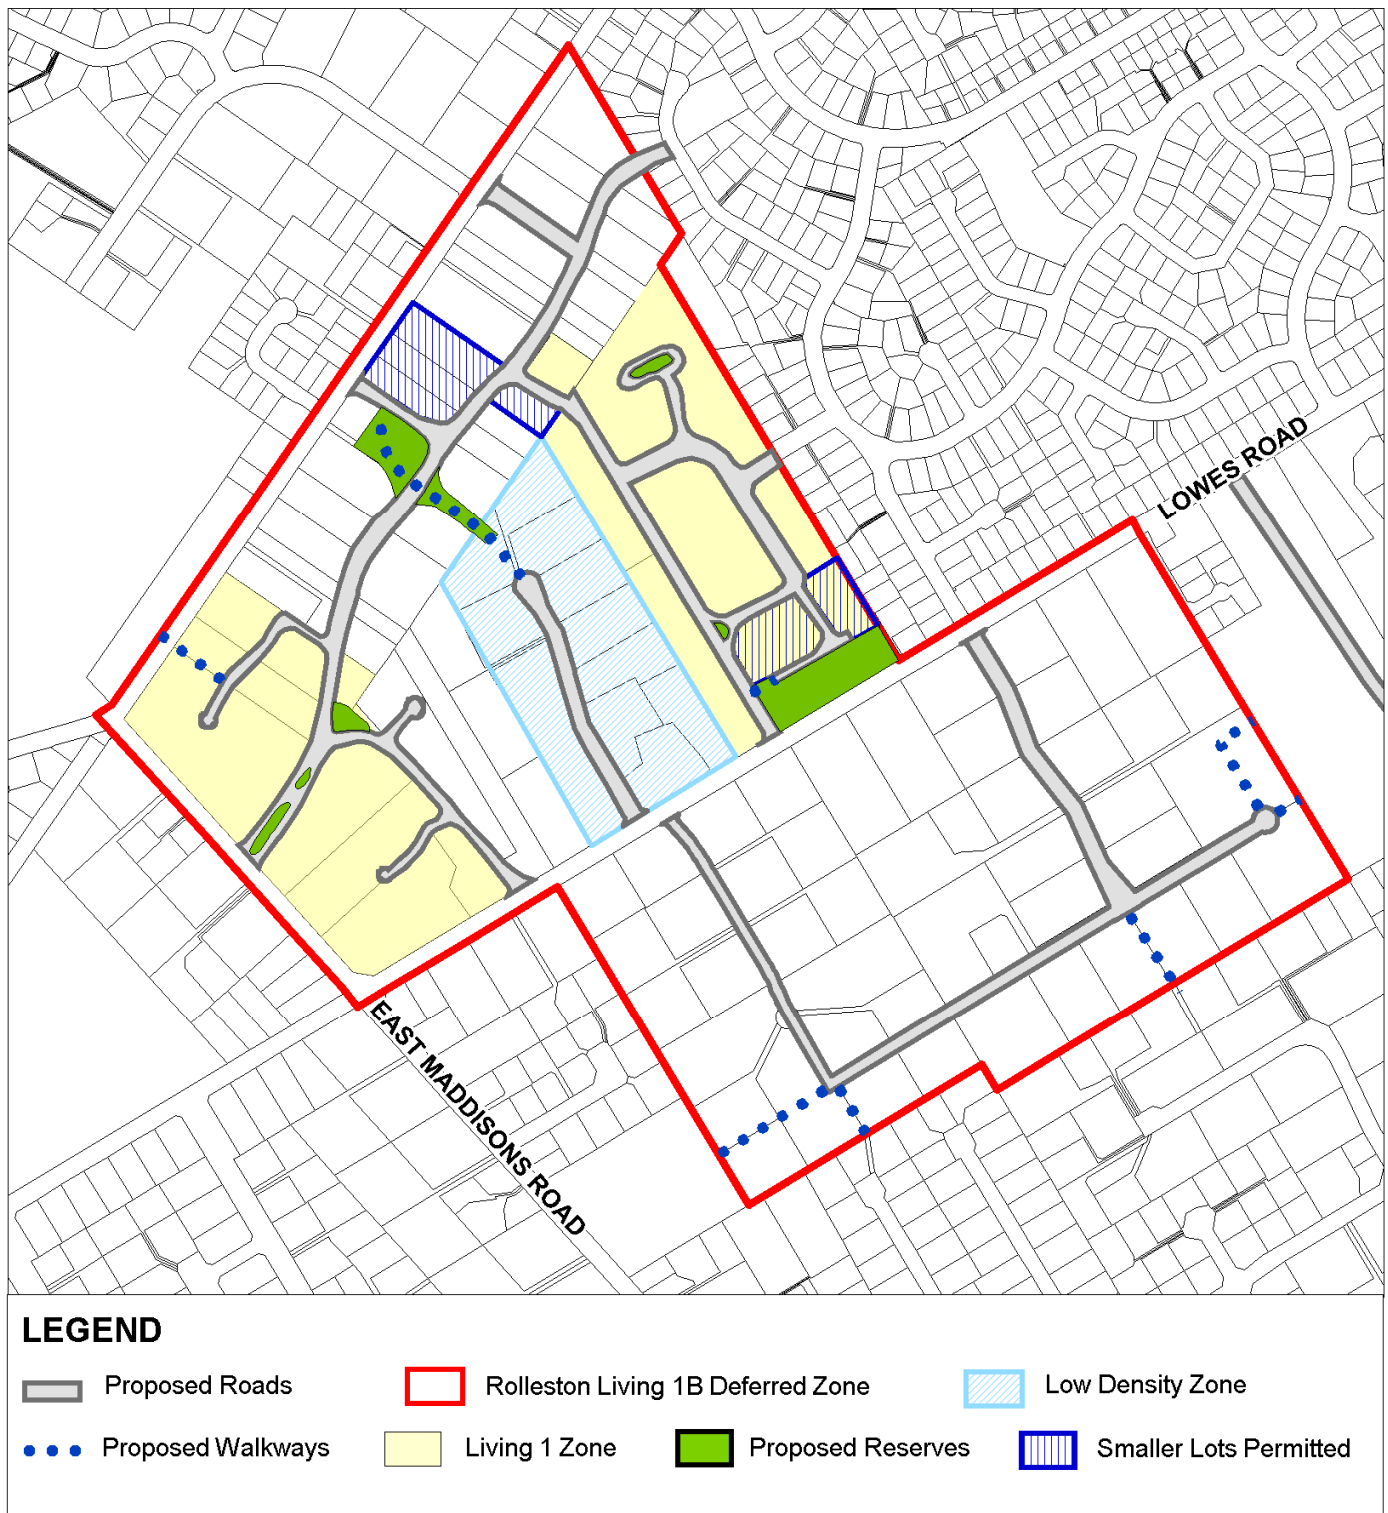 LOWES ROAD
EAST MADDISONS ROAD
LEGEND
Proposed Roads
Rolleston Living 1B Deferred Zone
Low Density Zone
Proposed Walkways
Living 1 Zone
Proposed Reserves
Smaller Lots Permitted